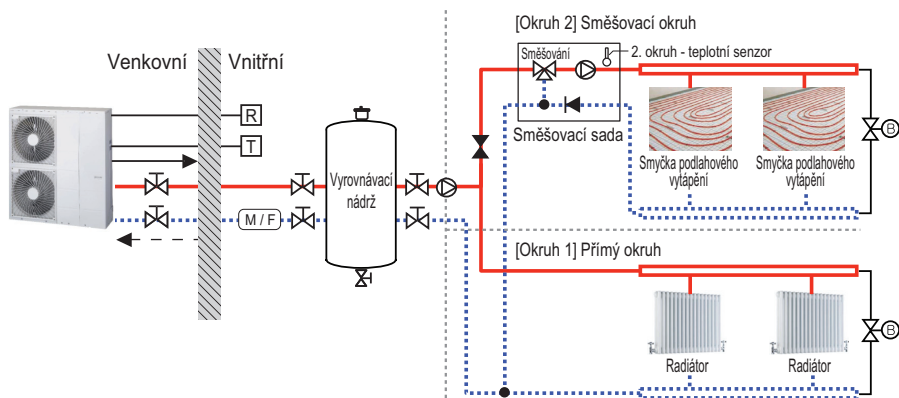 [Okruh 2] Směšovací okruh
Směšování
2. okruh - teplotní senzor
Venkovní
Vnitřní
R
T
Směšovací sada
Smyčka podlahového
vytápění
Smyčka podlahového
vytápění
B
Vyrovnávací
nádrž
M / F
[Okruh 1] Přímý okruh
Radiátor
Radiátor
B